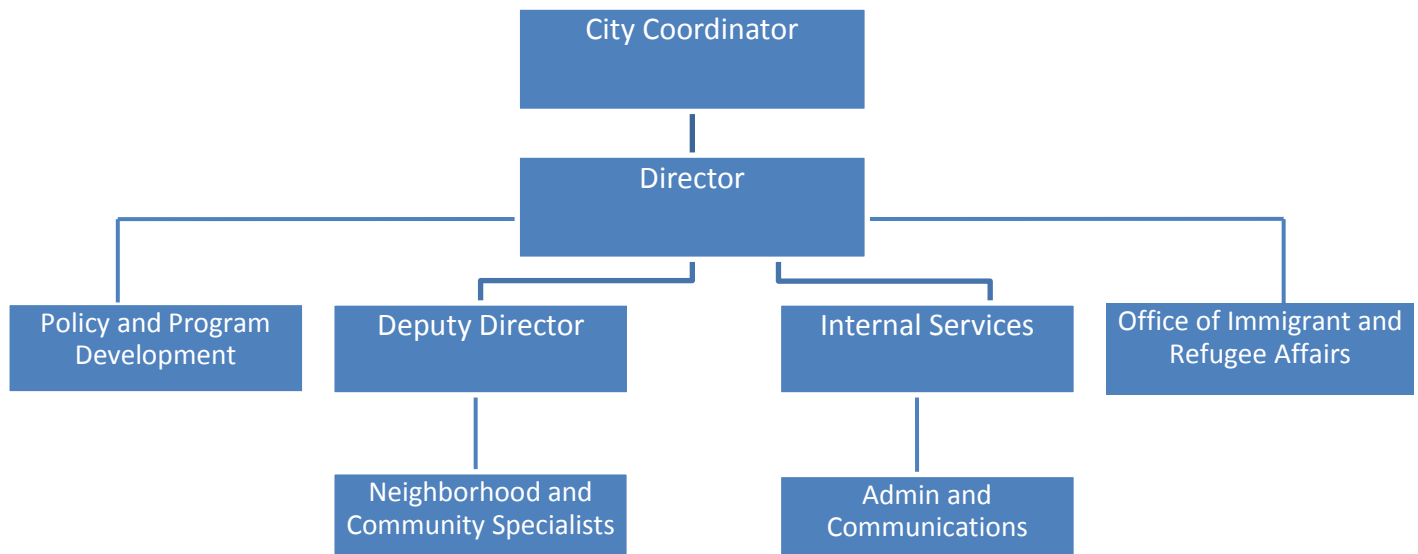 City Coordinator
Director
Policy and Program
Development
Deputy Director
Internal Services
Office of Immigrant and
Refugee Affairs
Neighborhood and
Community Specialists
Admin and
Communications